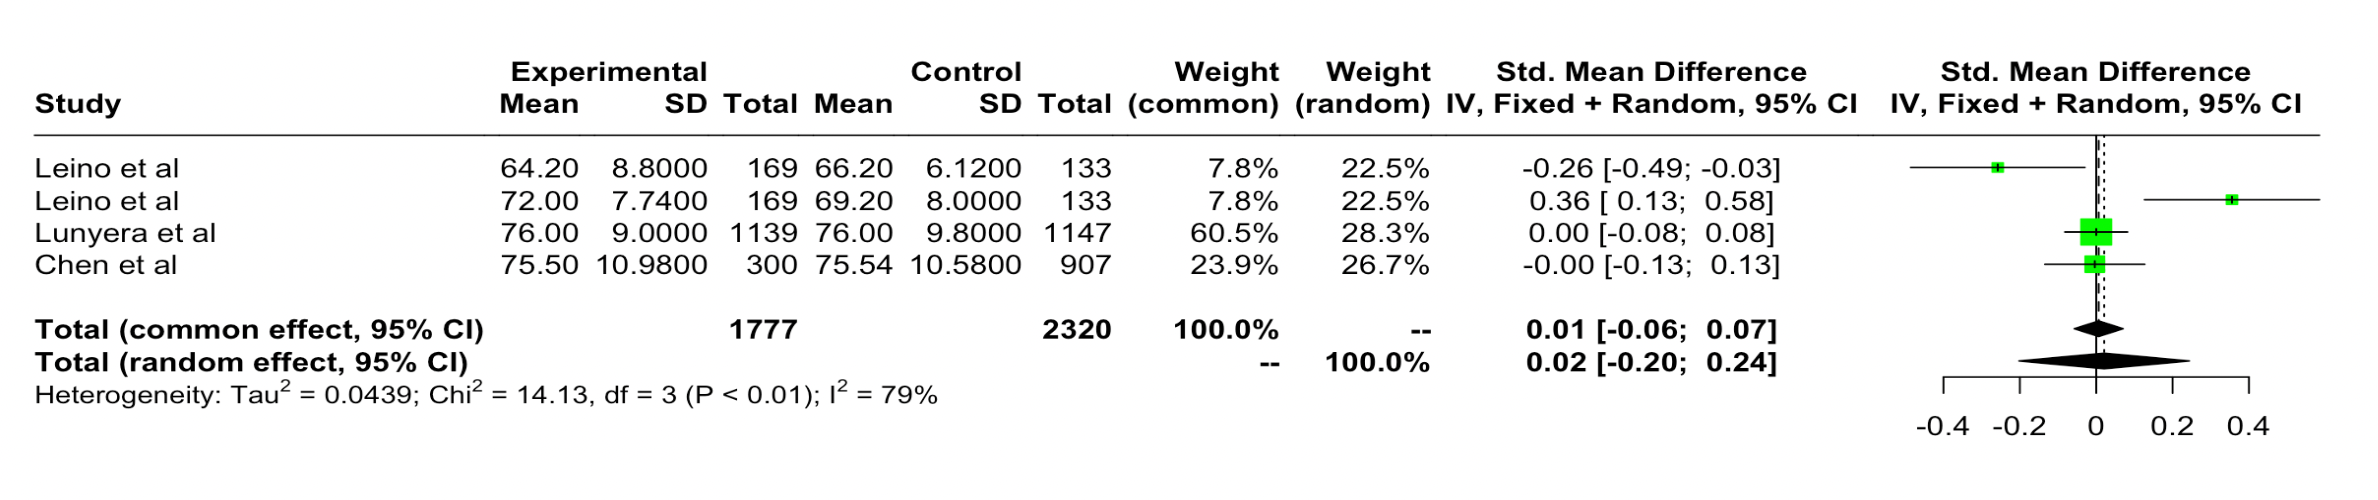 Experimental Control Weight Weight Std. Mean Difference Std. Mean Difference
Study Mean SD Total Mean SD Total (common) (random) IV, Fixed + Random, 95% CI IV, Fixed + Random, 95% CI
Leino et al 64.20 8.8000 169 66.20 6.1200 133 7.8% 22.5% -0.26 [-0.49; -0.03]
Leino et al 72.00 7.7400 169 69.20 8.0000 133 7.8% 22.5% 0.36 [ 0.13; 0.58]
Lunyera et al 76.00 9.0000 1139 76.00 9.8000 1147 60.5% 28.3% 0.00 [-0.08; 0.08]
Chen et al 75.50 10.9800 300 75.54 10.5800 907 23.9% 26.7% -0.00 [-0.13; 0.13]
Total (common effect, 95% CI) 1777 2320 100.0% -- 0.01 [-0.06; 0.07]
Total (random effect, 95% CI) -- 100.0% 0.02 [-0.20; 0.24]
Heterogeneity: Tau² = 0.0439; Chi² = 14.13, df = 3 (P < 0.01); I² = 79%
-0.4 -0.2 0 0.2 0.4